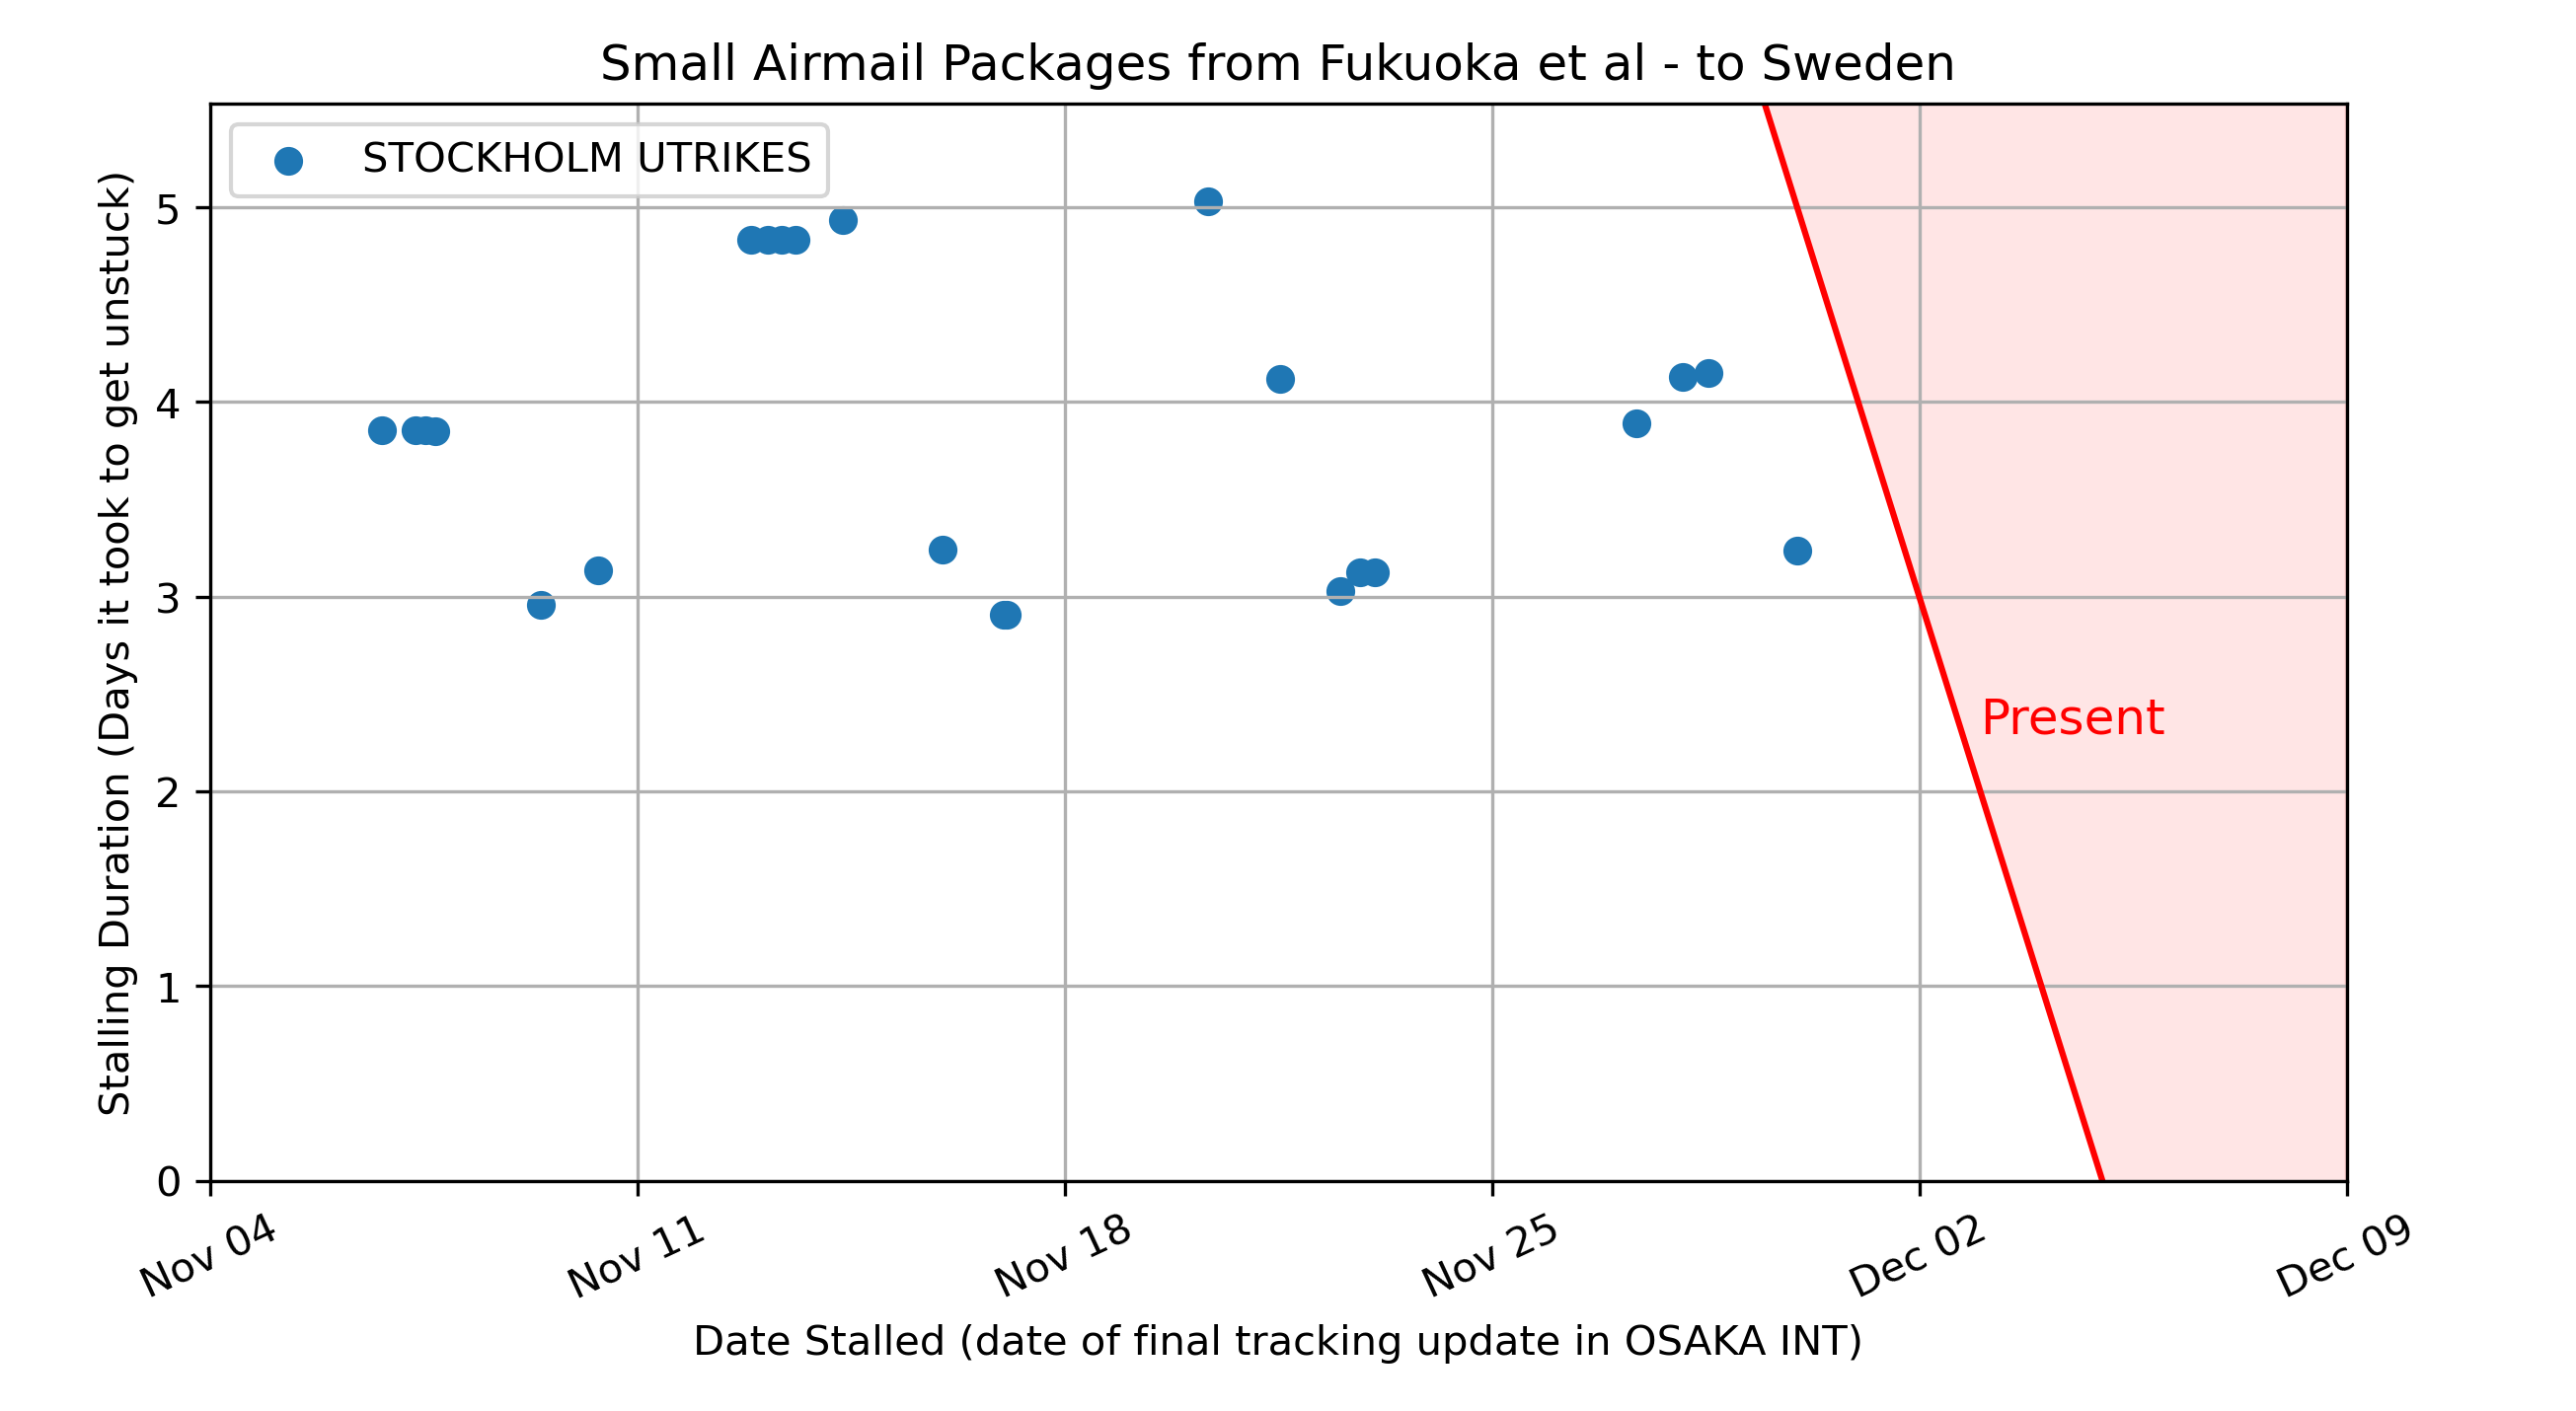 Small Airmail Packages from Fukuoka et al - to Sweden
STOCKHOLM UTRIKES
Stalling Duration (Days it took to get unstuck)
5
4
3
2
1
0
Present
Nov 04
Nov 11
Nov 18
Nov 25
Dec 02
Dec 09
Date Stalled (date of final tracking update in OSAKA INT)